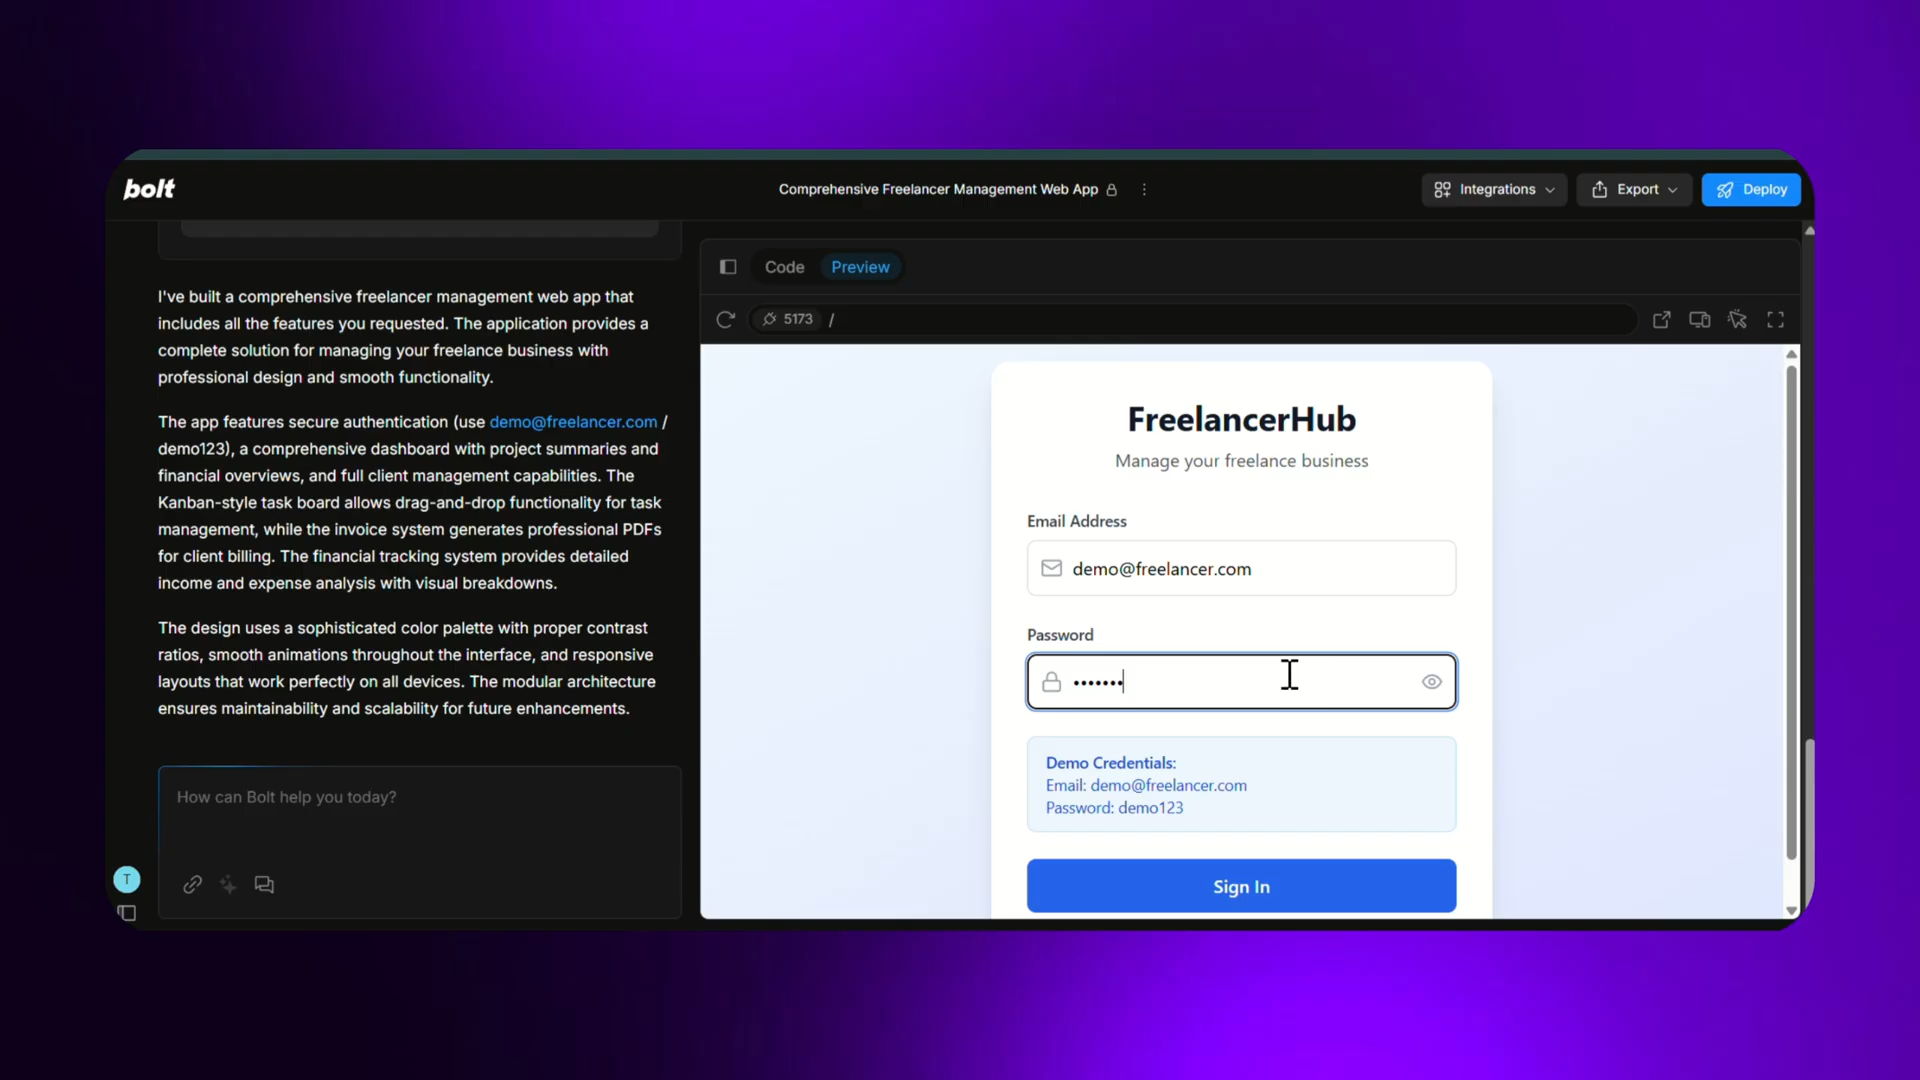 bolt
Comprehensive Freelancer Management Web App
Integrations
Export
Deploy
I've built a comprehensive freelancer management web app that
includes all the features you requested. The application provides a
complete solution for managing your freelance business with
professional design and smooth functionality.
The app features secure authentication (use demo@freelancer.com /
demo123), a comprehensive dashboard with project summaries and
financial overviews, and full client management capabilities. The
Kanban-style task board allows drag-and-drop functionality for task
management, while the invoice system generates professional PDFs
for client billing. The financial tracking system provides detailed
income and expense analysis with visual breakdowns.
The design uses a sophisticated color palette with proper contrast
ratios, smooth animations throughout the interface, and responsive
layouts that work perfectly on all devices. The modular architecture
ensures maintainability and scalability for future enhancements.
How can Bolt help you today?
T
Code
Preview
5173 /
FreelancerHub
Manage your freelance business
Email Address
demo@freelancer.com
Password
•••••••
Demo Credentials:
Email: demo@freelancer.com
Password: demo123
Sign In